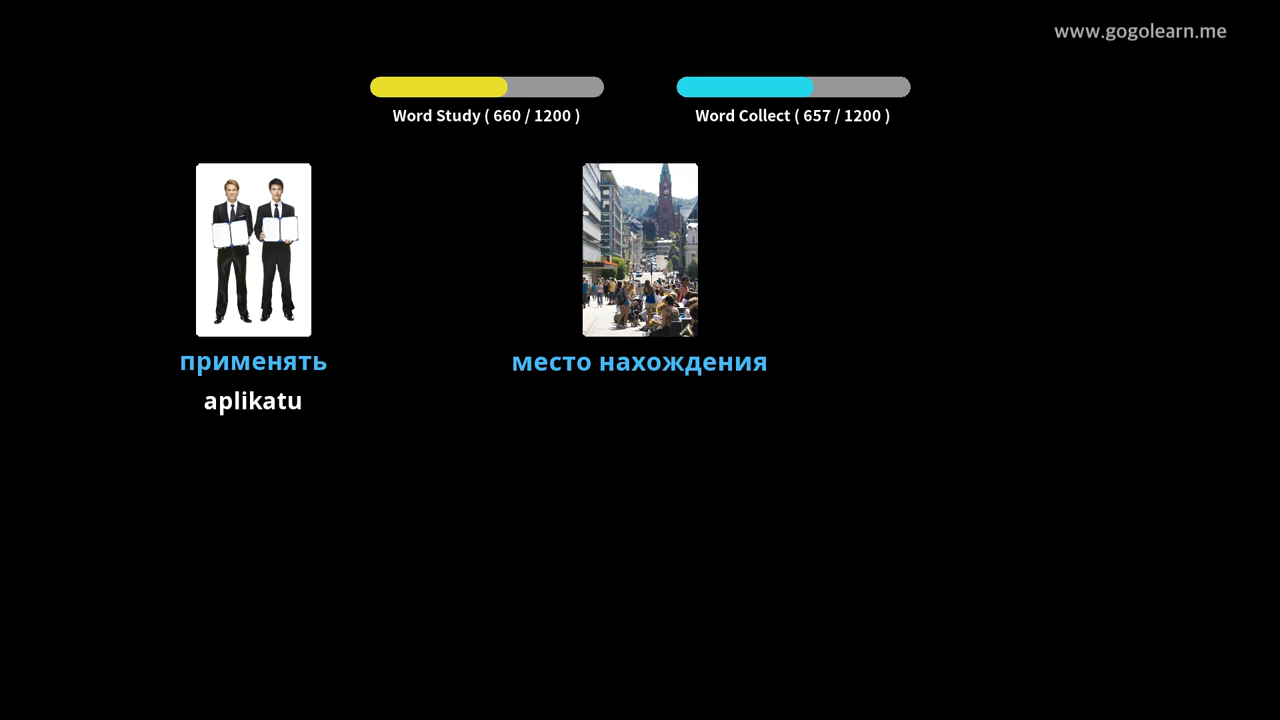 www.gogolearn.me
Word Study ( 660 / 1200 )
Word Collect ( 657 / 1200 )
применять
место нахождения
aplikatu